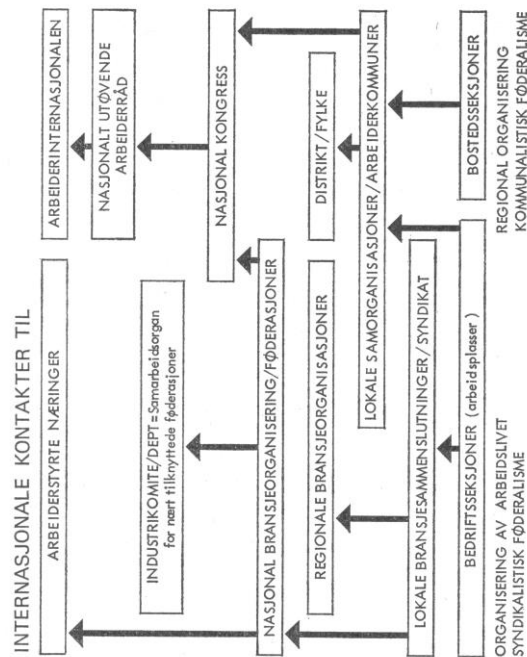 INTERNASJONALE KONTAKTER TIL
ARBEIDERSTYRTE NÆRINGER
ARBEIDERINTERNASJONALEN
NASJONALT UTØVENDE
ARBEIDERRÅD
INDUSTRIKOMITE/DEPT=Samarbeidsorgan
for nært tilknyttede føderasjoner
NASJONAL KONGRESS
NASJONAL BRANSJEORGANISERING/FØDERASJONER
REGIONALE BRANSJEORGANISASJONER
DISTRIKT/FYLKE
LOKALE SAMORGANISASJONER/ARBEIDERKOMMUNER
LOKALE BRANSJESAMMENSLUTNINGER/SYNDIKAT
BEDRIFTSSEKSJONER (arbeidsplasser)
BOSTEDSSEKSJONER
ORGANISERING AV ARBEIDSLIVET
SYNDIKALISTISK FØDERALISME
REGIONAL ORGANISERING
KOMMUNALISTISK FØDERALISME